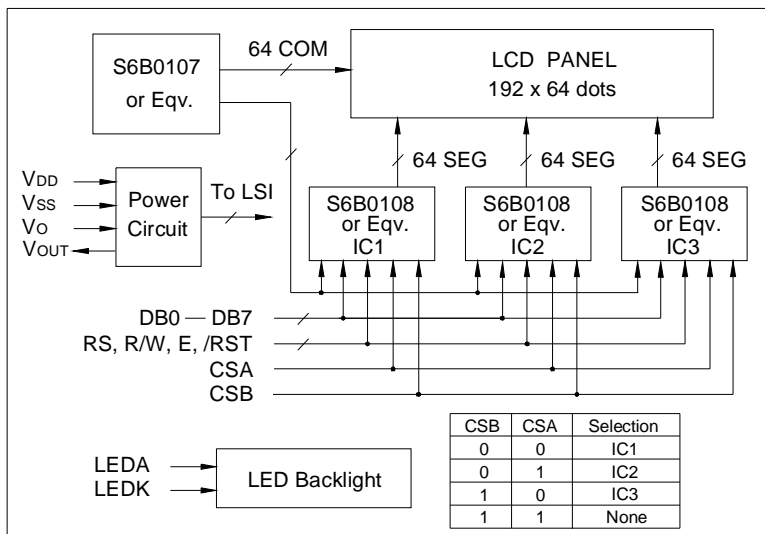 S6B0107
or Eqv.
64 COM
LCD PANEL
192 x 64 dots
64 SEG
64 SEG
64 SEG
VDD
VSS
VO
VOUT
Power
Circuit
To LSI
S6B0108
or Eqv.
IC1
S6B0108
or Eqv.
IC2
S6B0108
or Eqv.
IC3
DB0 — DB7
RS, R/W, E, /RST
CSA
CSB
CSB CSA Selection
0 0 IC1
0 1 IC2
1 0 IC3
1 1 None
LEDA
LEDK
LED Backlight